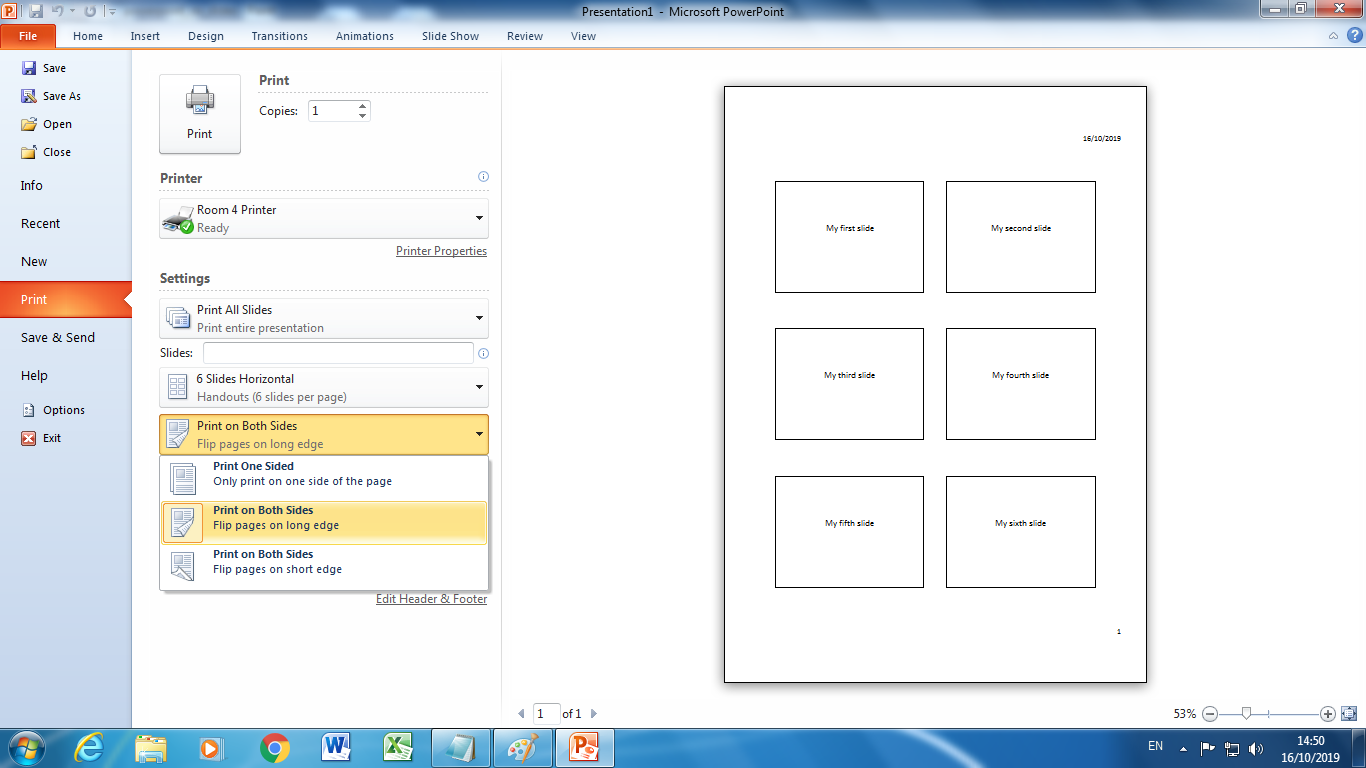 Presentation1 - Microsoft PowerPoint
File Home Insert Design Transitions Animations Slide Show Review View
Save
Save As
Open
Close
Info
Recent
New
Print
Save & Send
Help
Options
Exit
Print
Print
Copies: 1
Printer
Room 4 Printer
Ready
Printer Properties
Settings
Print All Slides
Print entire presentation
Slides:
6 Slides Horizontal
Handouts (6 slides per page)
Print on Both Sides
Flip pages on long edge
Print One Sided
Only print on one side of the page
Print on Both Sides
Flip pages on long edge
Print on Both Sides
Flip pages on short edge
Edit Header & Footer
16/10/2019
My first slide My second slide
My third slide My fourth slide
My fifth slide My sixth slide
1
1 of 1
53%
EN
14:50
16/10/2019